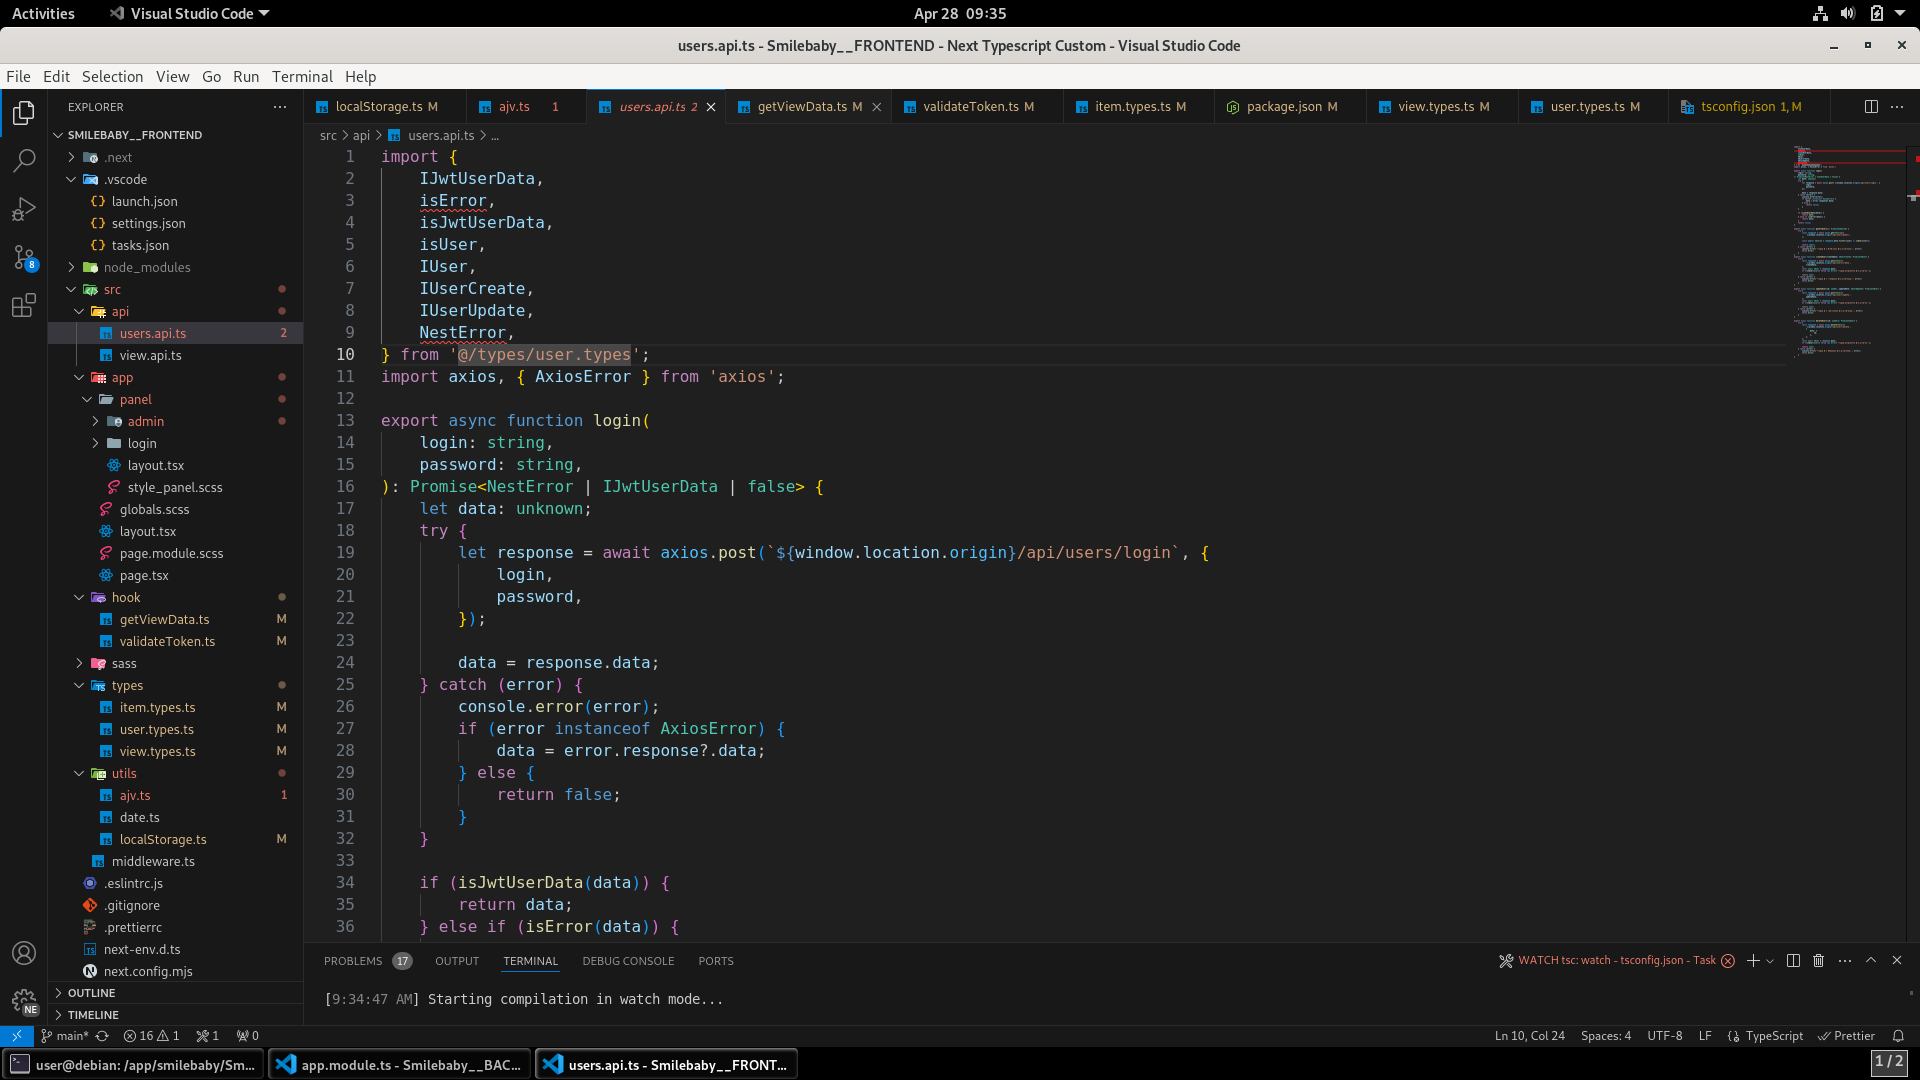 Activities
Visual Studio Code
Apr 28 09:35
users.api.ts - Smilebaby__FRONTEND - Next Typescript Custom - Visual Studio Code
File Edit Selection View Go Run Terminal Help
EXPLORER
localStorage.ts M
ajv.ts 1
users.api.ts 2
getViewData.ts M
validateToken.ts M
item.types.ts M
package.json M
view.types.ts M
user.types.ts M
tsconfig.json 1, M
SMILEBABY__FRONTEND
.next
.vscode
launch.json
settings.json
tasks.json
node_modules
src
api
users.api.ts 2
view.api.ts
app
panel
admin
login
layout.tsx
style_panel.scss
globals.scss
layout.tsx
page.module.scss
page.tsx
hook
getViewData.ts M
validateToken.ts M
sass
types
item.types.ts M
user.types.ts M
view.types.ts M
utils
ajv.ts 1
date.ts
localStorage.ts M
middleware.ts
.eslintrc.js
.gitignore
.prettierrc
next-env.d.ts
next.config.mjs
OUTLINE
TIMELINE
8
NE
src > api > users.api.ts > ...
1 import {
2 IJwtUserData,
3 isError,
4 isJwtUserData,
5 isUser,
6 IUser,
7 IUserCreate,
8 IUserUpdate,
9 NestError,
10 } from '@/types/user.types';
11 import axios, { AxiosError } from 'axios';
12
13 export async function login(
14 login: string,
15 password: string,
16 ): Promise<NestError | IJwtUserData | false> {
17 let data: unknown;
18 try {
19 let response = await axios.post(`${window.location.origin}/api/users/login`, {
20 login,
21 password,
22 });
23
24 data = response.data;
25 } catch (error) {
26 console.error(error);
27 if (error instanceof AxiosError) {
28 data = error.response?.data;
29 } else {
30 return false;
31 }
32 }
33
34 if (isJwtUserData(data)) {
35 return data;
36 } else if (isError(data)) {
PROBLEMS 17 OUTPUT TERMINAL DEBUG CONSOLE PORTS
WATCH tsc: watch - tsconfig.json - Task
[9:34:47 AM] Starting compilation in watch mode...
main* 16 1 1 0
Ln 10, Col 24 Spaces: 4 UTF-8 LF {} TypeScript Prettier
user@debian: /app/smilebaby/Sm...
app.module.ts - Smilebaby__BAC...
users.api.ts - Smilebaby__FRONT...
1 / 2